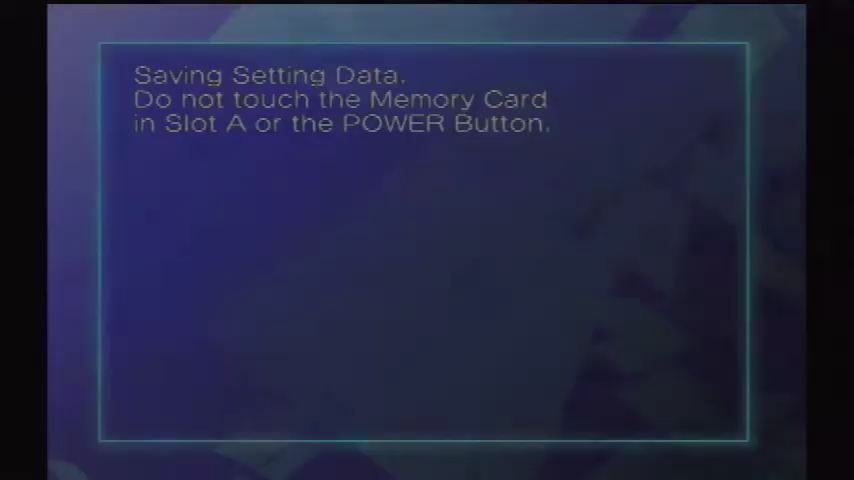 Saving Setting Data.
Do not touch the Memory Card
in Slot A or the POWER Button.